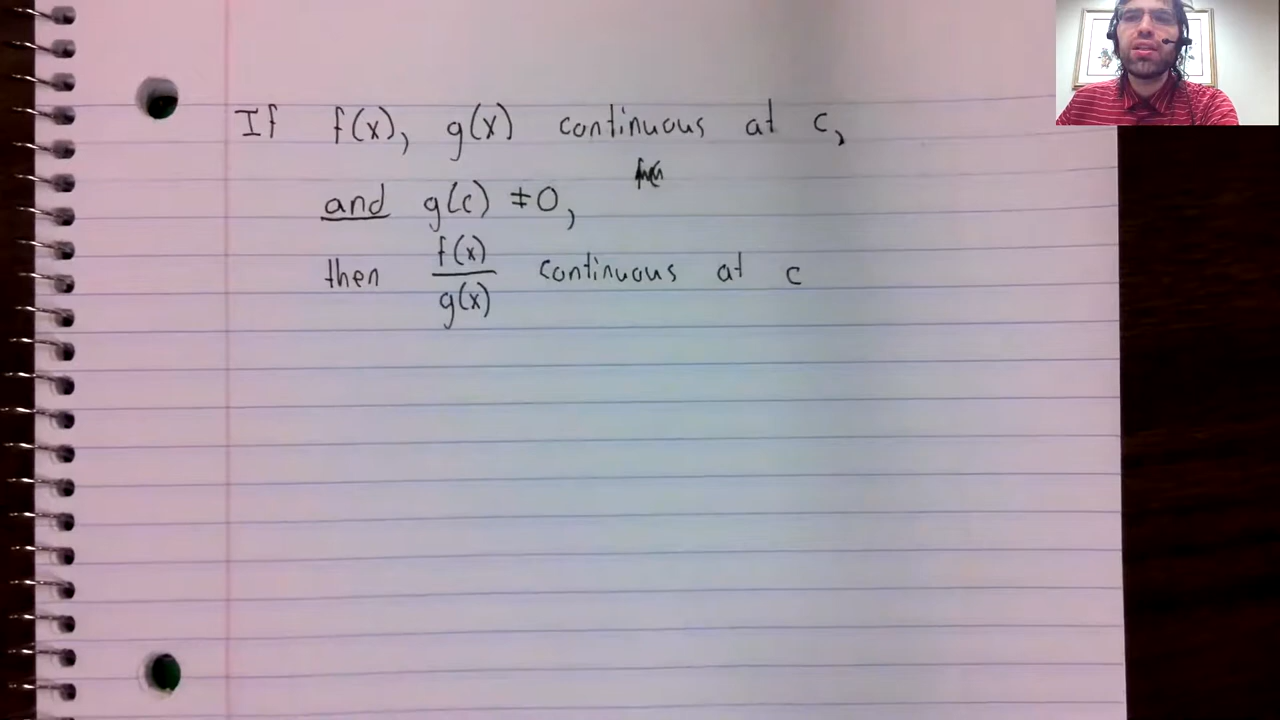 If f(x), g(x) continuous at c,
and g(c) ≠ 0,
then f(x)/g(x) continuous at c